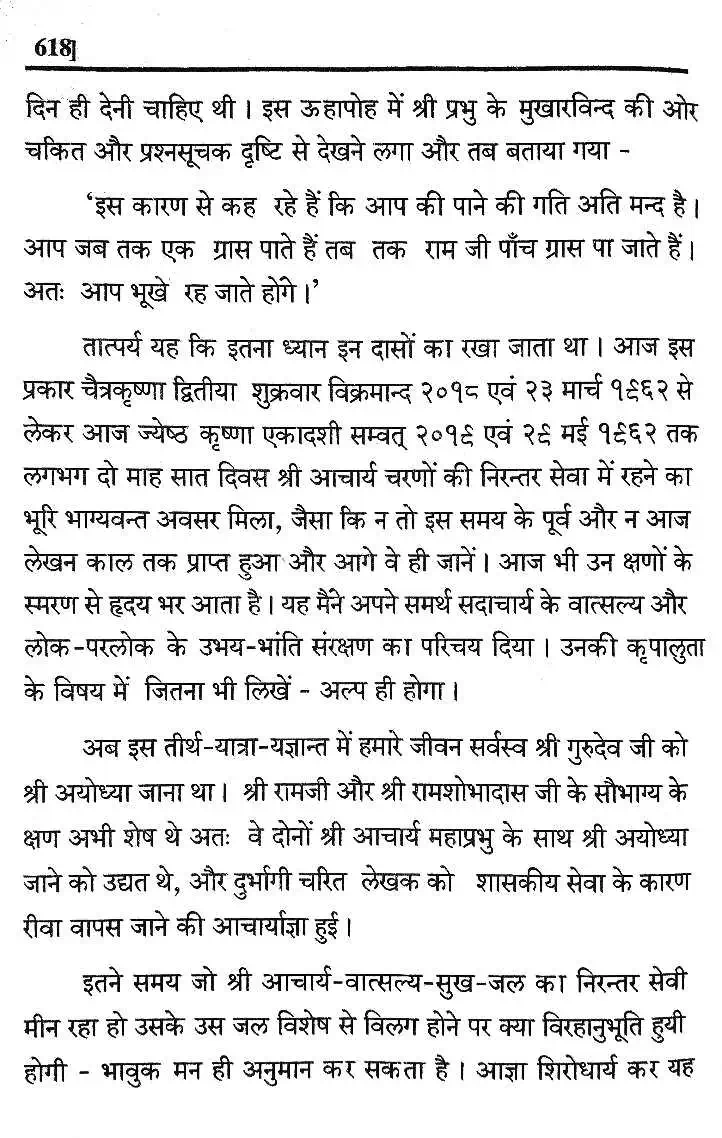 618]
दिन ही देनी चाहिए थी । इस ऊहापोह में श्री प्रभु के मुखारविन्द की ओर
चकित और प्रश्नसूचक दृष्टि से देखने लगा और तब बताया गया -
‘इस कारण से कह रहे हैं कि आप की पाने की गति अति मन्द है ।
आप जब तक एक ग्रास पाते हैं तब तक राम जी पाँच ग्रास पा जाते हैं ।
अतः आप भूखे रह जाते होंगे ।’
तात्पर्य यह कि इतना ध्यान इन दासों का रखा जाता था । आज इस
प्रकार चैत्रकृष्णा द्वितीया शुक्रवार विक्रमान्द २०१८ एवं २३ मार्च १९६२ से
लेकर आज ज्येष्ठ कृष्णा एकादशी सम्वत् २०१९ एवं २९ मई १९६२ तक
लगभग दो माह सात दिवस श्री आचार्य चरणों की निरन्तर सेवा में रहने का
भूरि भाग्यवन्त अवसर मिला, जैसा कि न तो इस समय के पूर्व और न आज
लेखन काल तक प्राप्त हुआ और आगे वे ही जानें । आज भी उन क्षणों के
स्मरण से हृदय भर आता है । यह मैंने अपने समर्थ सदाचार्य के वात्सल्य और
लोक-परलोक के उभय-भांति संरक्षण का परिचय दिया । उनकी कृपालुता
के विषय में जितना भी लिखें - अल्प ही होगा ।
अब इस तीर्थ-यात्रा-यज्ञान्त में हमारे जीवन सर्वस्व श्री गुरुदेव जी को
श्री अयोध्या जाना था । श्री रामजी और श्री रामशोभादास जी के सौभाग्य के
क्षण अभी शेष थे अतः वे दोनों श्री आचार्य महाप्रभु के साथ श्री अयोध्या
जाने को उद्यत थे, और दुर्भागी चरित लेखक को शासकीय सेवा के कारण
रीवा वापस जाने की आचार्याज्ञा हुई ।
इतने समय जो श्री आचार्य-वात्सल्य-सुख-जल का निरन्तर सेवी
मीन रहा हो उसके उस जल विशेष से विलग होने पर क्या विरहानुभूति हुयी
होगी - भावुक मन ही अनुमान कर सकता है । आज्ञा शिरोधार्य कर यह